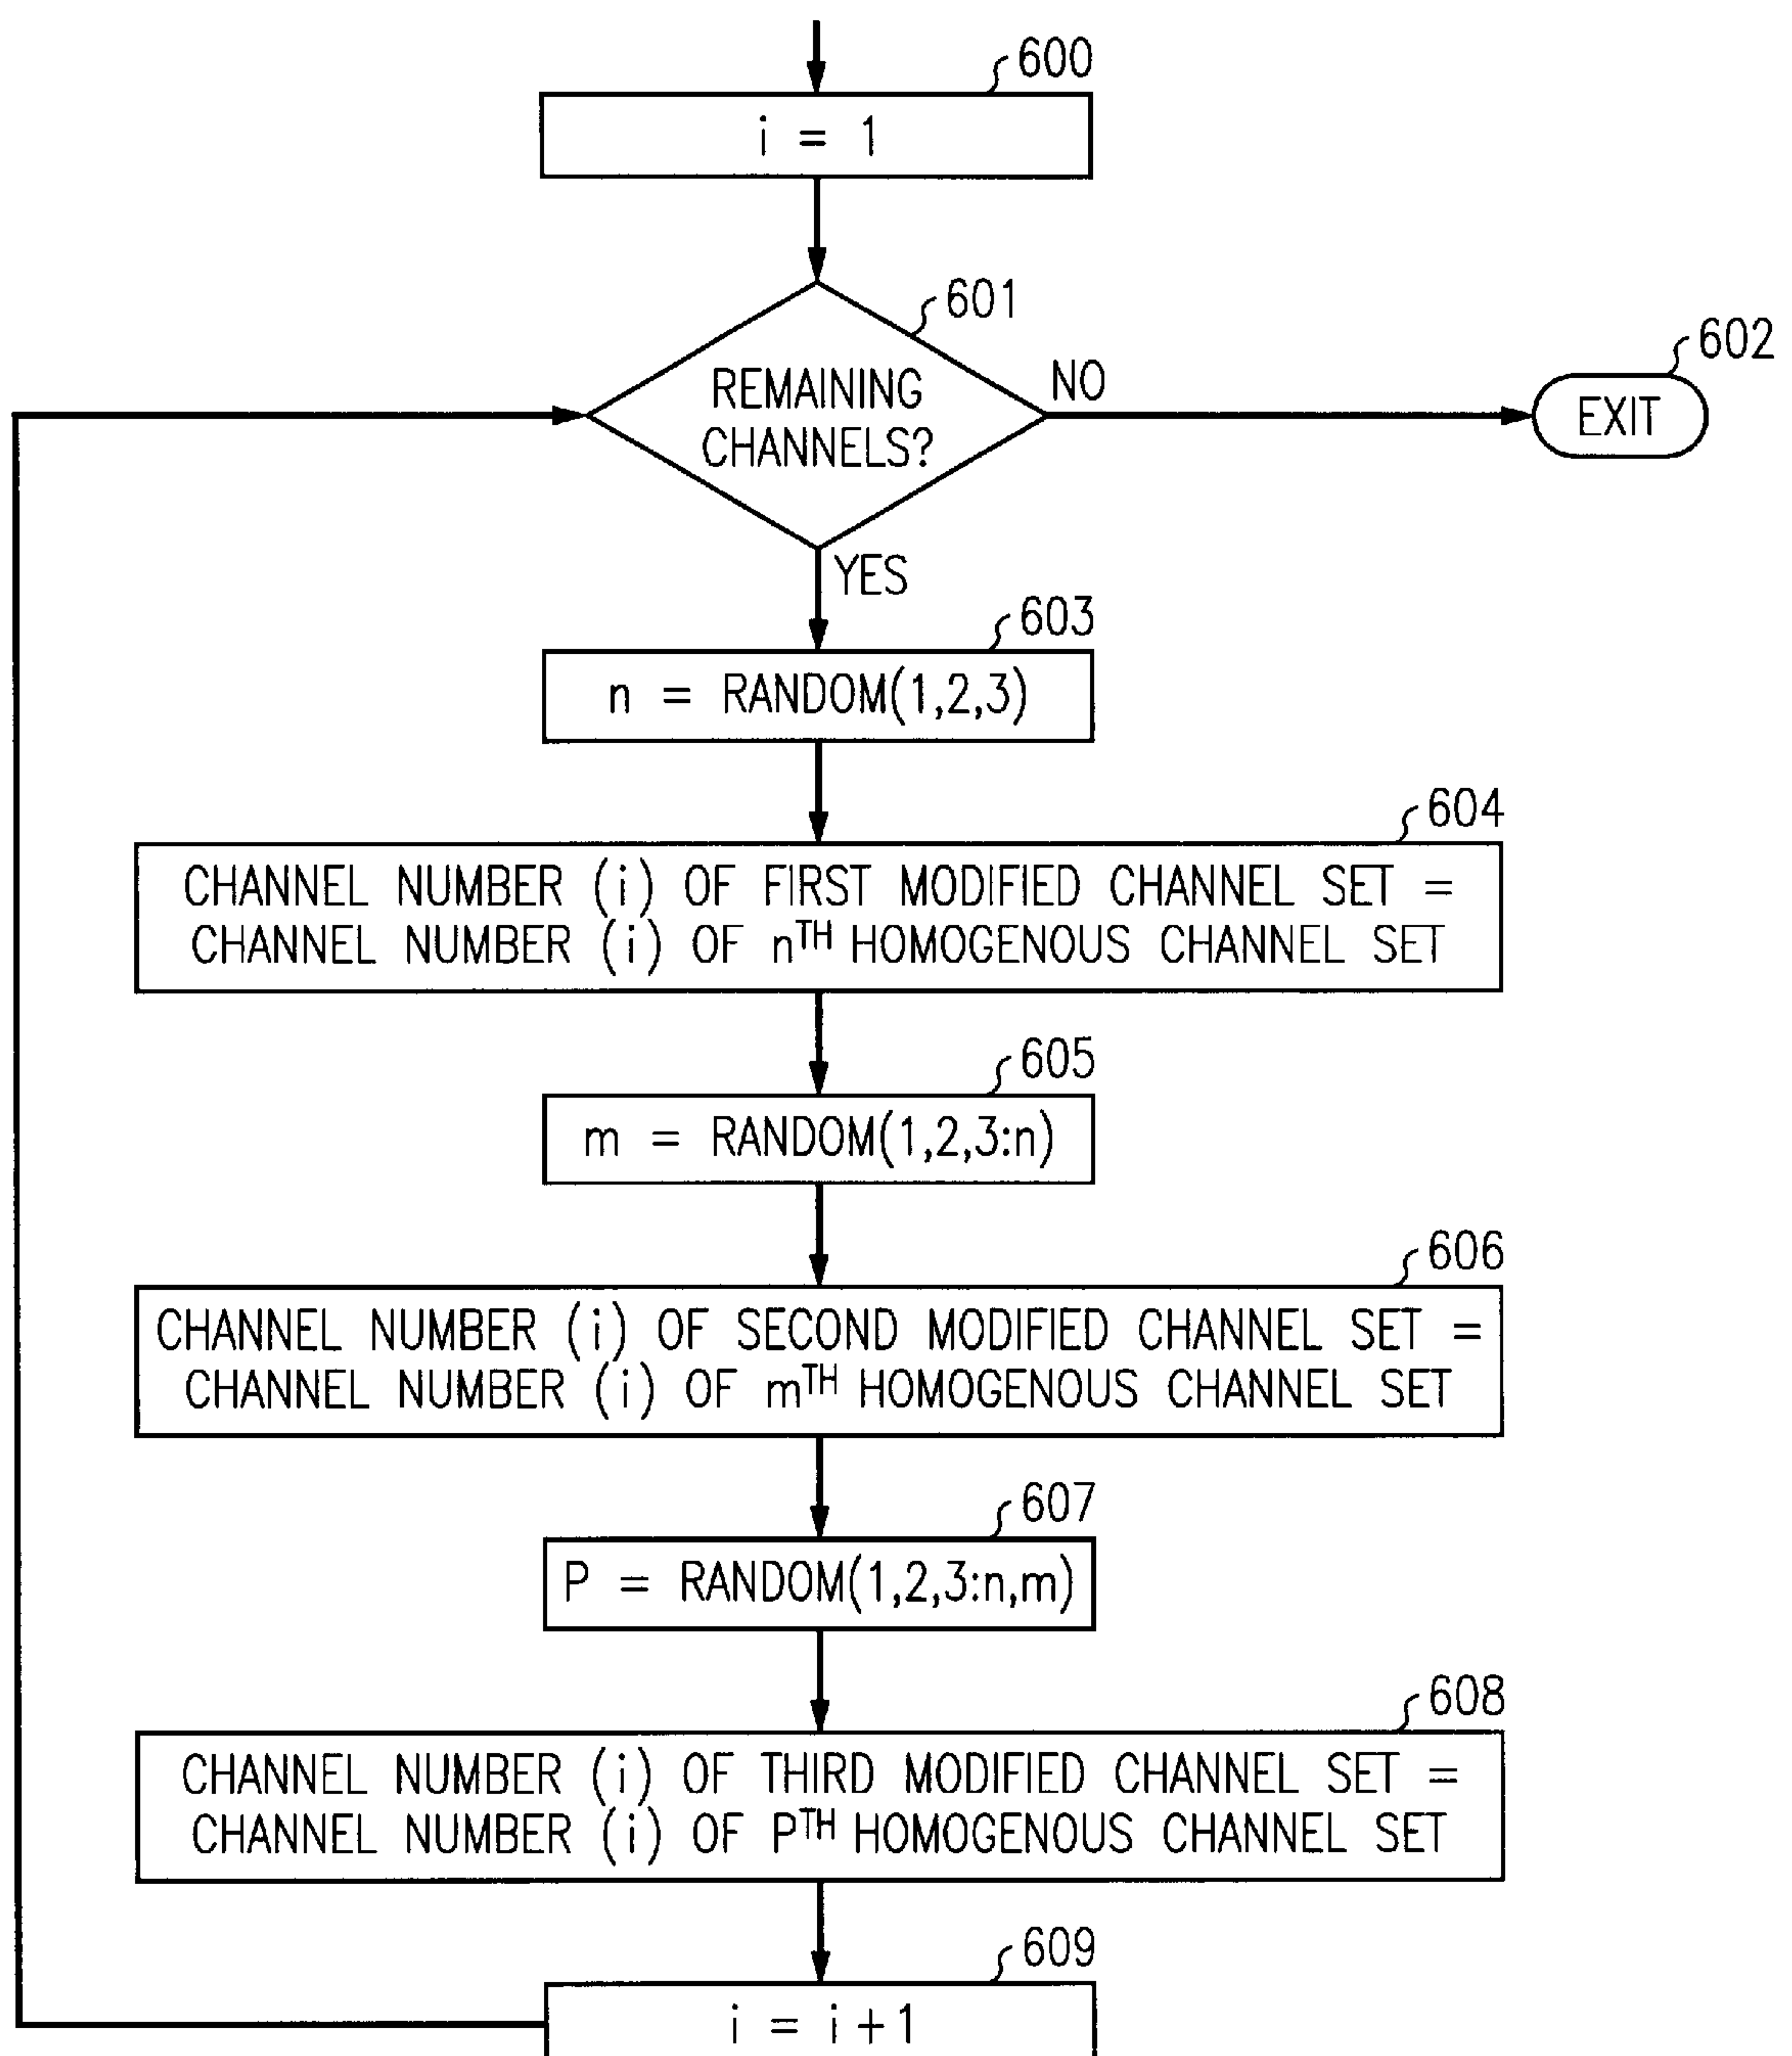 600
i = 1
601
REMAINING
CHANNELS?
NO
602
EXIT
YES
603
n = RANDOM(1,2,3)
604
CHANNEL NUMBER (i) OF FIRST MODIFIED CHANNEL SET =
CHANNEL NUMBER (i) OF nTH HOMOGENOUS CHANNEL SET
605
m = RANDOM(1,2,3:n)
606
CHANNEL NUMBER (i) OF SECOND MODIFIED CHANNEL SET =
CHANNEL NUMBER (i) OF mTH HOMOGENOUS CHANNEL SET
607
P = RANDOM(1,2,3:n,m)
608
CHANNEL NUMBER (i) OF THIRD MODIFIED CHANNEL SET =
CHANNEL NUMBER (i) OF PTH HOMOGENOUS CHANNEL SET
609
i = i+1